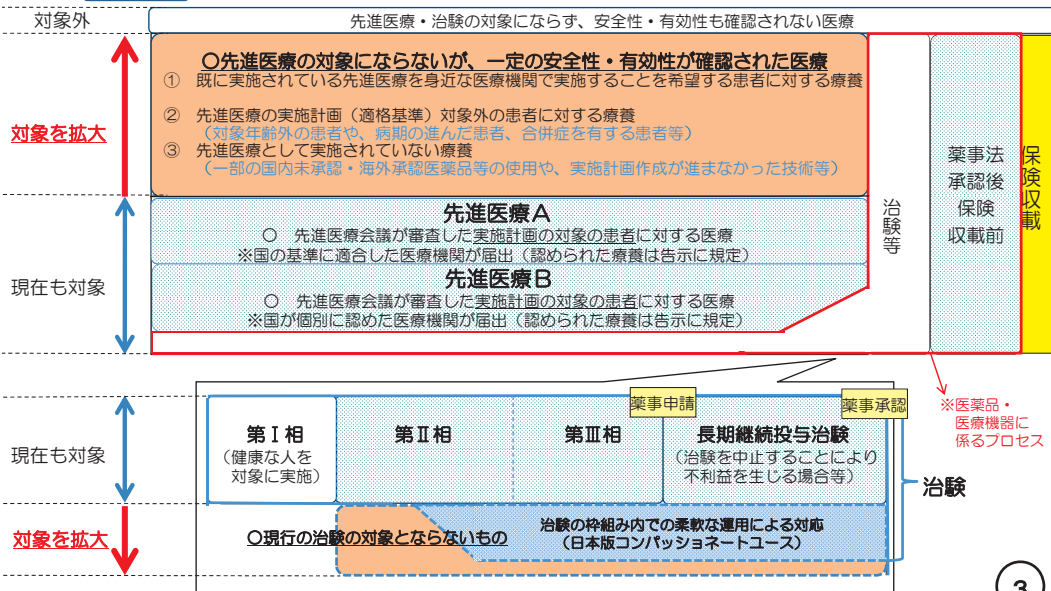 対象外
先進医療・治験の対象にならず、安全性・有効性も確認されない医療
対象を拡大
〇先進医療の対象にならないが、一定の安全性・有効性が確認された医療
① 既に実施されている先進医療を身近な医療機関で実施することを希望する患者に対する療養
② 先進医療の実施計画（適格基準）対象外の患者に対する療養
（対象年齢外の患者や、病期の進んだ患者、合併症を有する患者等）
③ 先進医療として実施されていない療養
（一部の国内未承認・海外承認医薬品等の使用や、実施計画作成が進まなかった技術等）
現在も対象
先進医療A
〇 先進医療会議が審査した実施計画の対象の患者に対する医療
※国の基準に適合した医療機関が届出（認められた療養は告示に規定）
先進医療B
〇 先進医療会議が審査した実施計画の対象の患者に対する医療
※国が個別に認めた医療機関が届出（認められた療養は告示に規定）
治験等
薬事法
承認後
保険
収載前
保険収載
※医薬品・
医療機器に
係るプロセス
薬事申請
薬事承認
現在も対象
第Ⅰ相
（健康な人を
対象に実施）
第Ⅱ相
第Ⅲ相
長期継続投与治験
（治験を中止することにより
不利益を生じる場合等）
治験
対象を拡大
〇現行の治験の対象とならないもの
治験の枠組み内での柔軟な運用による対応
（日本版コンパッショネートユース）
3